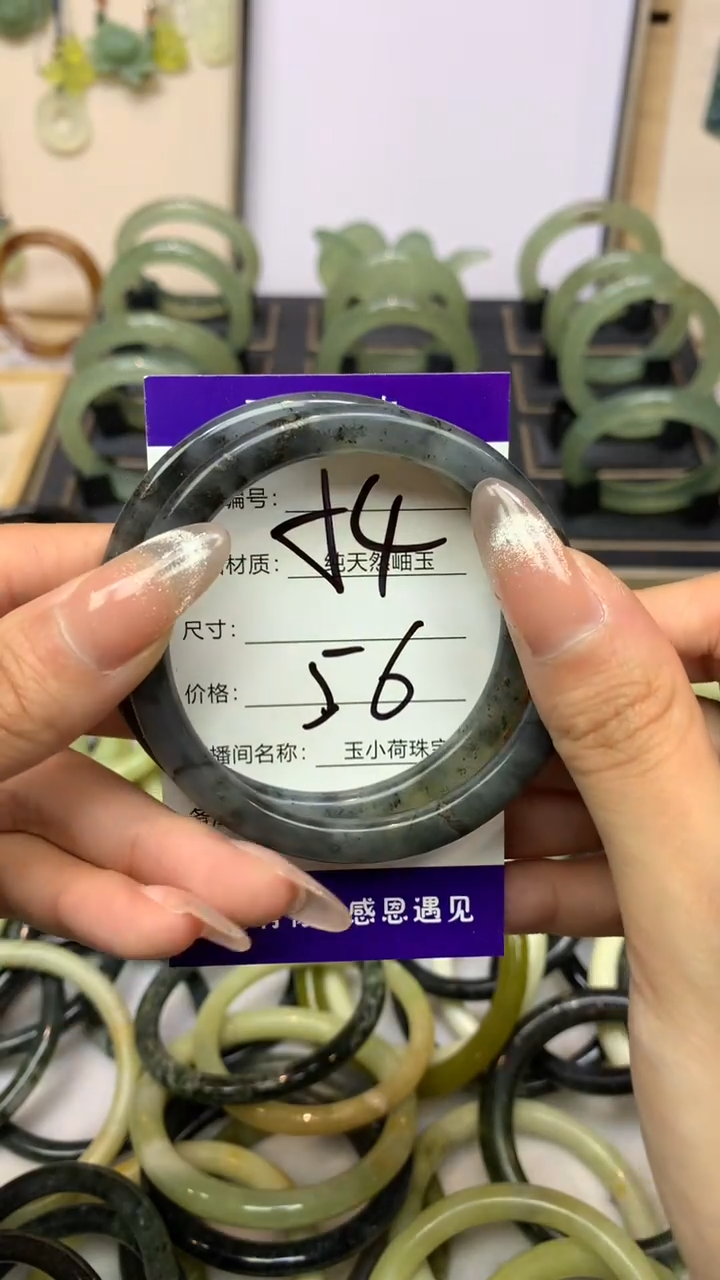 编号:
材质: 纯天然岫玉
尺寸:
价格: 56
播间名称: 玉小荷珠宝
感恩遇见